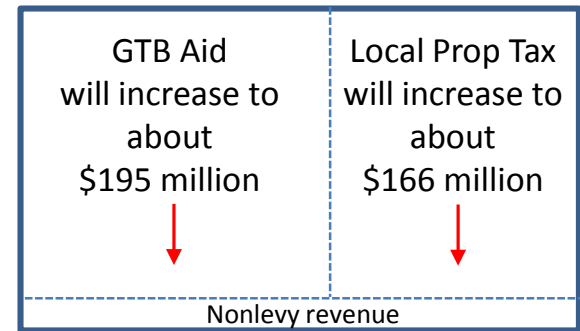 GTB Aid
will increase to
about
$195 million
Local Prop Tax
will increase to
about
$166 million
Nonlevy revenue